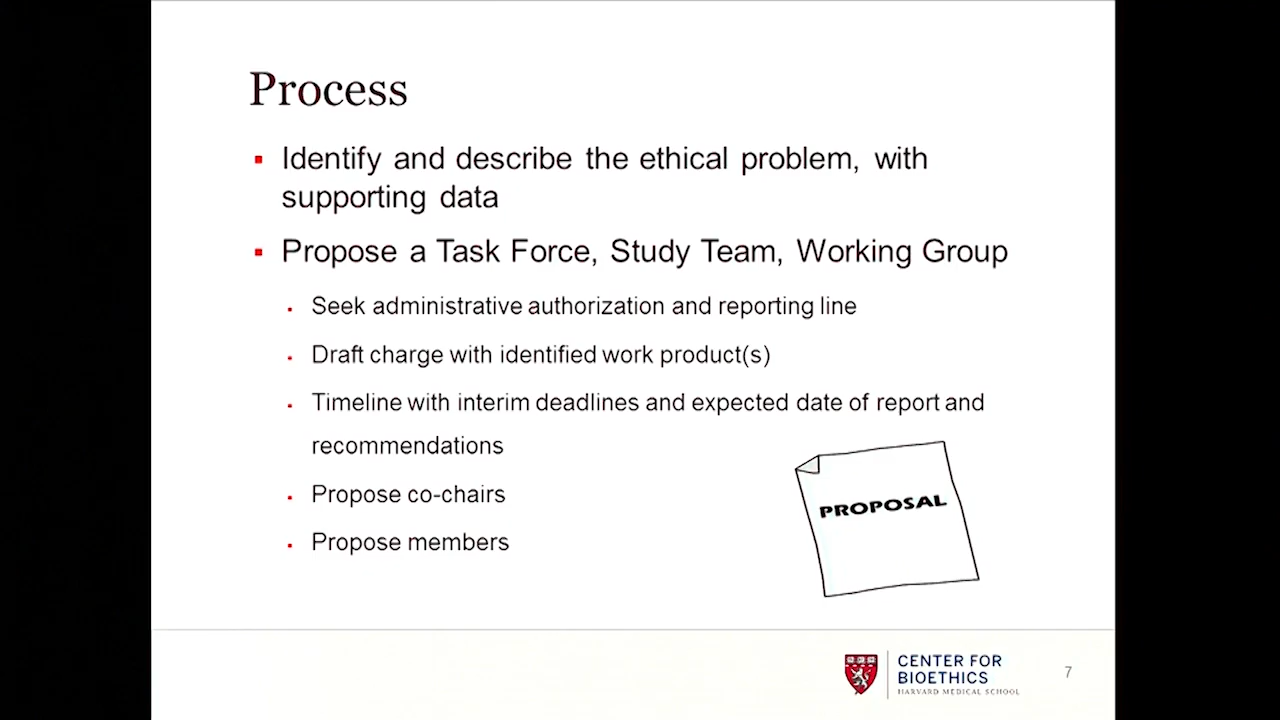 Process
Identify and describe the ethical problem, with
supporting data
Propose a Task Force, Study Team, Working Group
Seek administrative authorization and reporting line
Draft charge with identified work product(s)
Timeline with interim deadlines and expected date of report and
recommendations
Propose co-chairs
Propose members
PROPOSAL
CENTER FOR
BIOETHICS
HARVARD MEDICAL SCHOOL
7